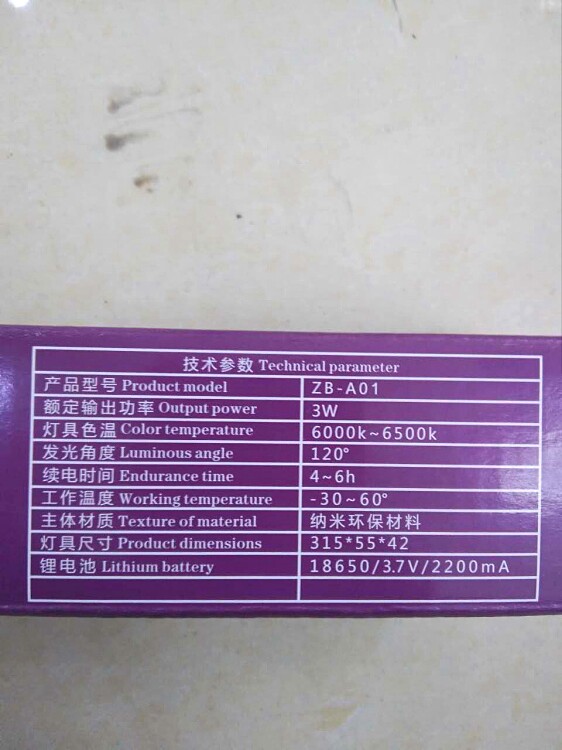 技术参数 Technical parameter
产品型号 Product model ZB-A01
额定输出功率 Output power 3W
灯具色温 Color temperature 6000k~6500k
发光角度 Luminous angle 120°
续电时间 Endurance time 4~6h
工作温度 Working temperature -30~60°
主体材质 Texture of material 纳米环保材料
灯具尺寸 Product dimensions 315*55*42
锂电池 Lithium battery 18650/3.7V/2200mA